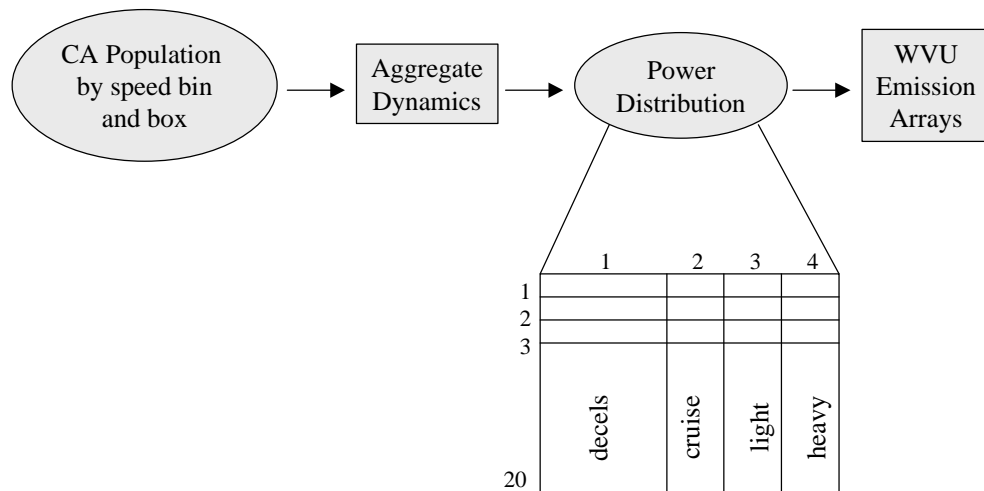 CA Population
by speed bin
and box
Aggregate
Dynamics
Power
Distribution
WVU
Emission
Arrays
1 2 3 4
1
2
3
20
decels
cruise
light
heavy